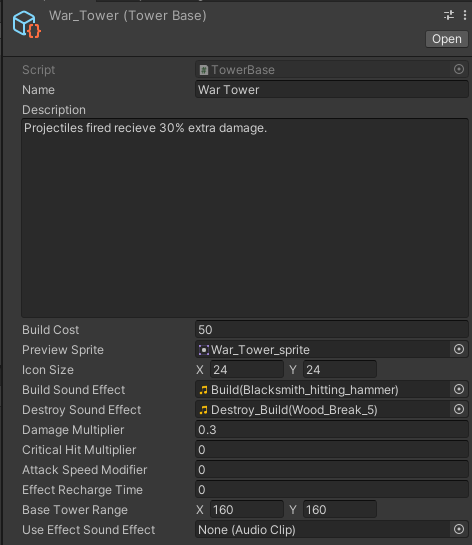 War_Tower (Tower Base)
Open
Script TowerBase
Name War Tower
Description
Projectiles fired recieve 30% extra damage.
Build Cost 50
Preview Sprite War_Tower_sprite
Icon Size X 24 Y 24
Build Sound Effect Build(Blacksmith_hitting_hammer)
Destroy Sound Effect Destroy_Build(Wood_Break_5)
Damage Multiplier 0.3
Critical Hit Multiplier 0
Attack Speed Modifier 0
Effect Recharge Time 0
Base Tower Range X 160 Y 160
Use Effect Sound Effect None (Audio Clip)